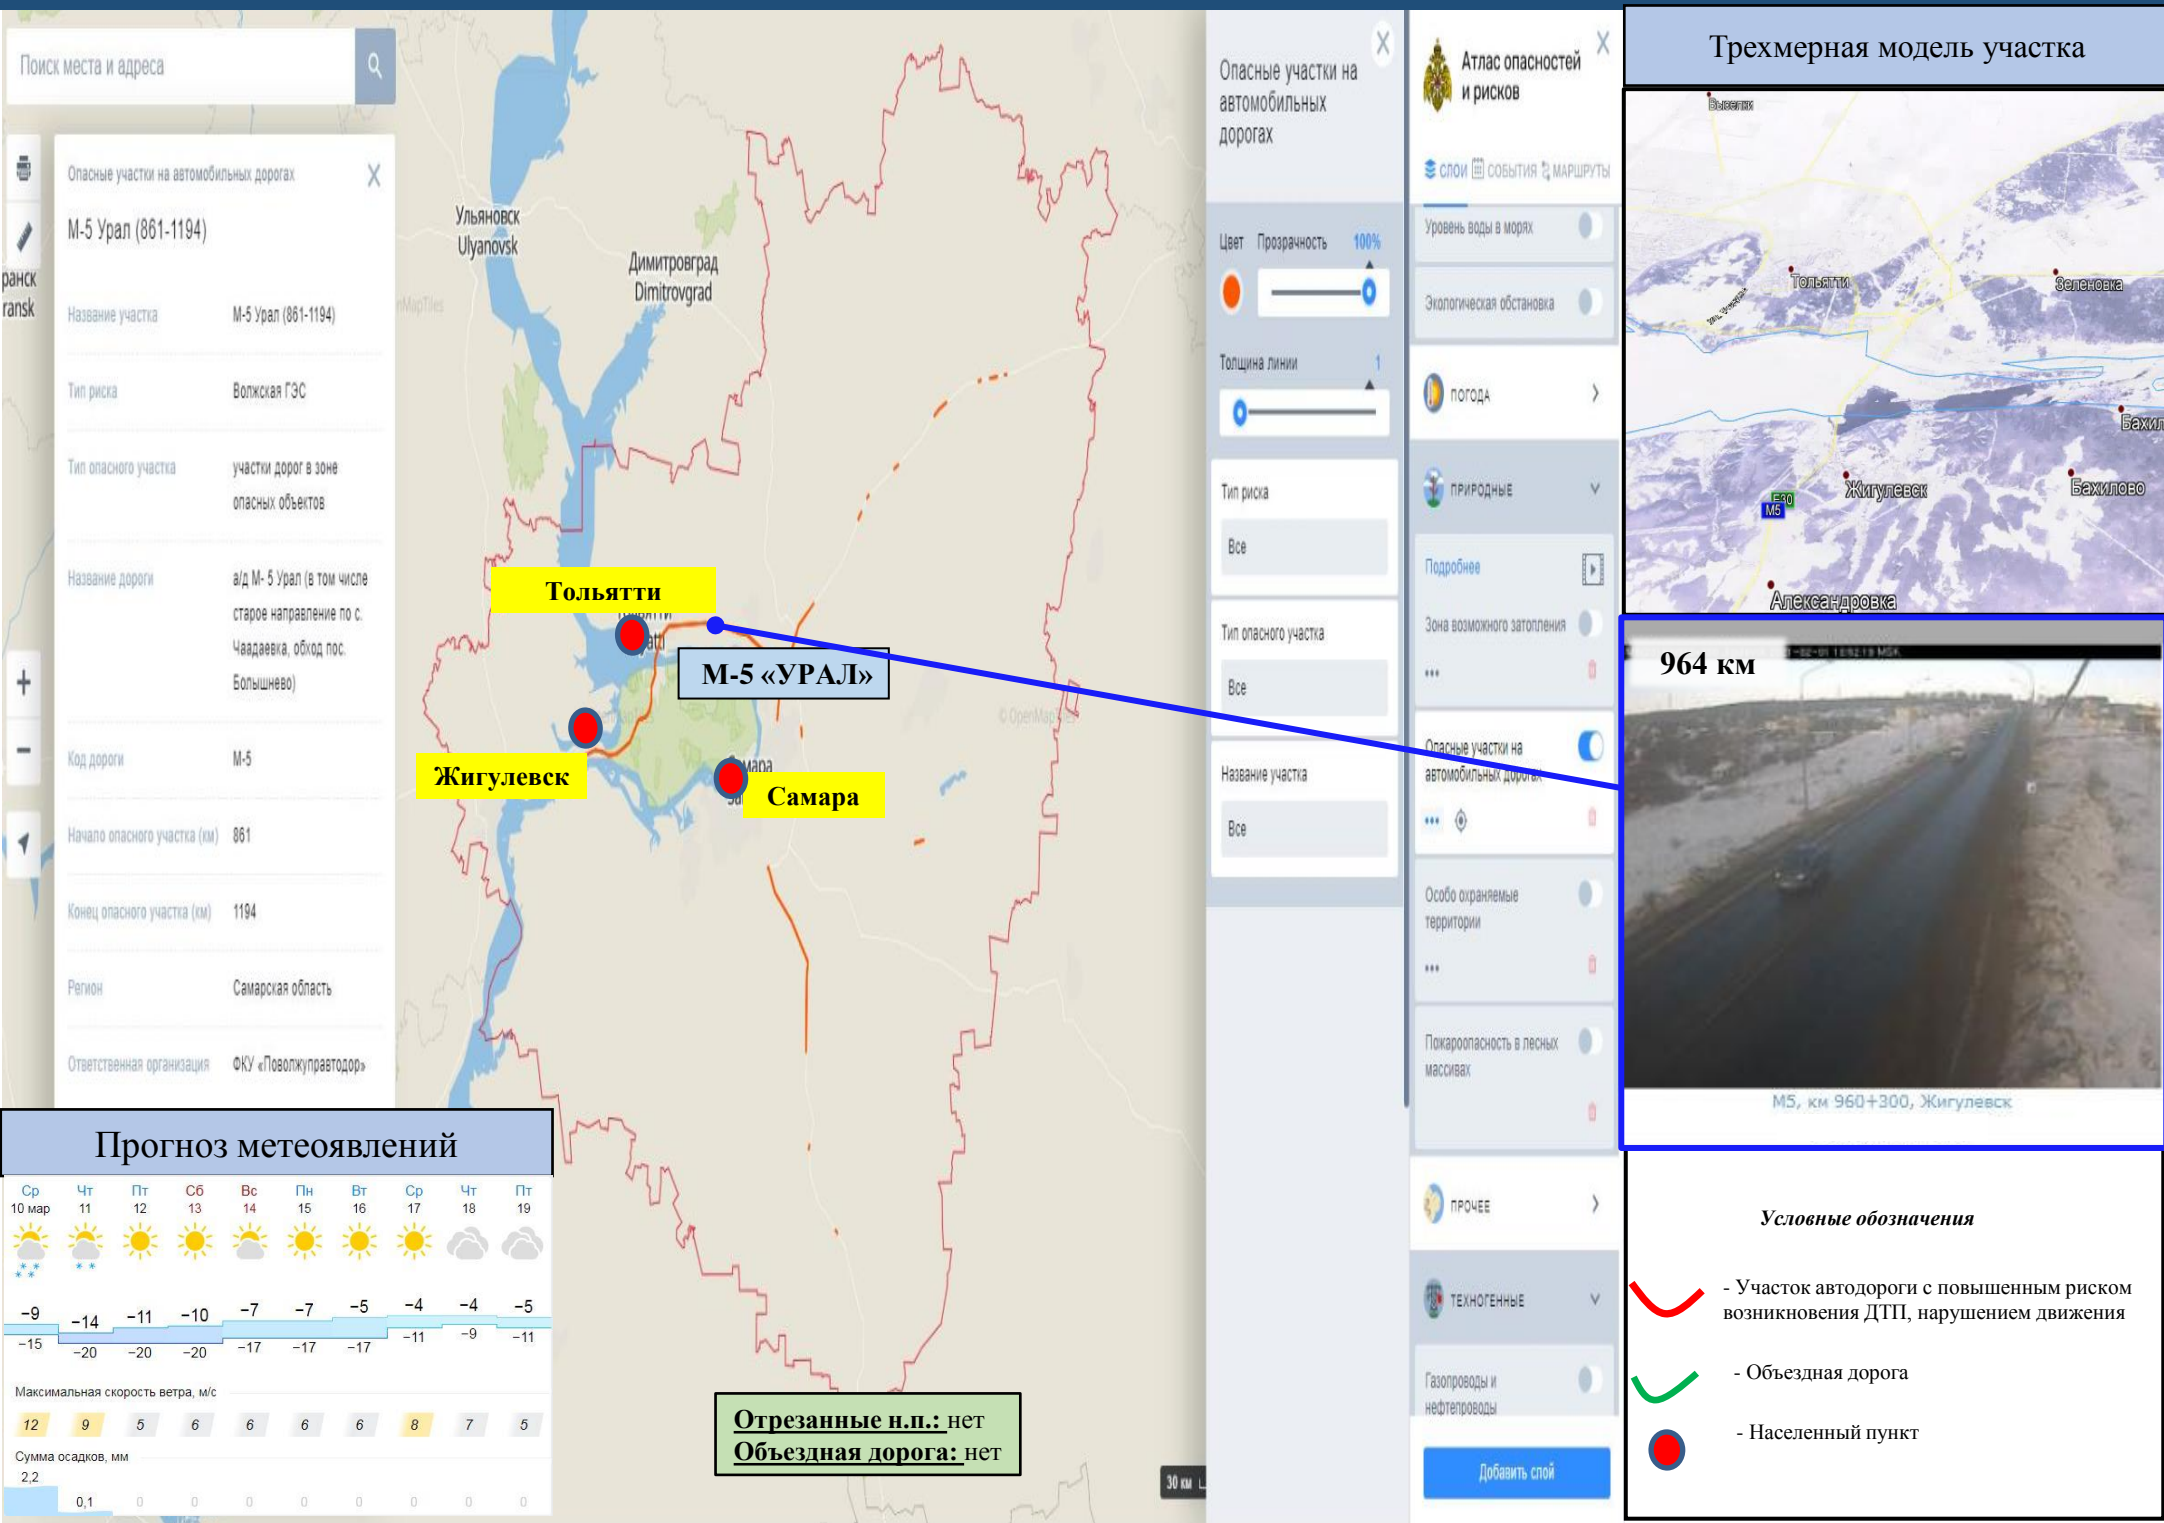 Поиск места и адреса
Опасные участки на автомобильных дорогах
М-5 Урал (861-1194)
Название участка
М-5 Урал (861-1194)
Тип риска
Волжская ГЭС
Тип опасного участка
участки дорог в зоне
опасных объектов
Название дороги
а/д М- 5 Урал (в том числе
старое направление по с.
Чаадаевка, обход пос.
Болышнево)
Код дороги
М-5
Начало опасного участка (км)
861
Конец опасного участка (км)
1194
Регион
Самарская область
Ответственная организация
ФКУ «Поволжуправтодор»
ранск
ransk
Ульяновск
Ulyanovsk
Димитровград
Dimitrovgrad
Тольятти
М-5 «УРАЛ»
Жигулевск
Самара
© OpenMapTiles
Прогноз метеоявлений
Ср Чт Пт Сб Вс Пн Вт Ср Чт Пт
10 мар 11 12 13 14 15 16 17 18 19
−9 −14 −11 −10 −7 −7 −5 −4 −4 −5
−15 −20 −20 −20 −17 −17 −17 −11 −9 −11
Максимальная скорость ветра, м/с
12 9 5 6 6 6 6 8 7 5
Сумма осадков, мм
2,2
0,1 0 0 0 0 0 0 0 0
Отрезанные н.п.: нет
Объездная дорога: нет
30 км
Опасные участки на
автомобильных
дорогах
Цвет Прозрачность 100%
Толщина линии 1
Тип риска
Все
Тип опасного участка
Все
Название участка
Все
Атлас опасностей
и рисков
СЛОИ СОБЫТИЯ МАРШРУТЫ
Уровень воды в морях
Экологическая обстановка
ПОГОДА
ПРИРОДНЫЕ
Подробнее
Зона возможного затопления
Опасные участки на
автомобильных дорогах
Особо охраняемые
территории
Пожароопасность в лесных
массивах
ПРОЧЕЕ
ТЕХНОГЕННЫЕ
Газопроводы и
нефтепроводы
Добавить слой
Трехмерная модель участка
Выселки
Тольятти
Зеленовка
Бахил
Жигулевск
Бахилово
E30
M5
Александровка
964 км
М5, км 960+300, Жигулевск
Условные обозначения
- Участок автодороги с повышенным риском
возникновения ДТП, нарушением движения
- Объездная дорога
- Населенный пункт